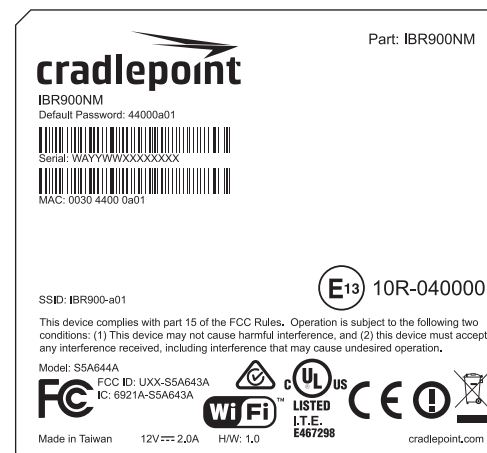 Part: IBR900NM
cradlepoint
IBR900NM
Default Password: 44000a01
Serial: WAYYWWXXXXXXXX
MAC: 0030 4400 0a01
SSID: IBR900-a01
E13 10R-040000
This device complies with part 15 of the FCC Rules. Operation is subject to the following two
conditions: (1) This device may not cause harmful interference, and (2) this device must accept
any interference received, including interference that may cause undesired operation.
Model: S5A644A
FC FCC ID: UXX-S5A643A
IC: 6921A-S5A643A
Wi Fi™
C UL US
LISTED
I.T.E.
E467298
CE
Made in Taiwan 12V 2.0A H/W: 1.0 cradlepoint.com